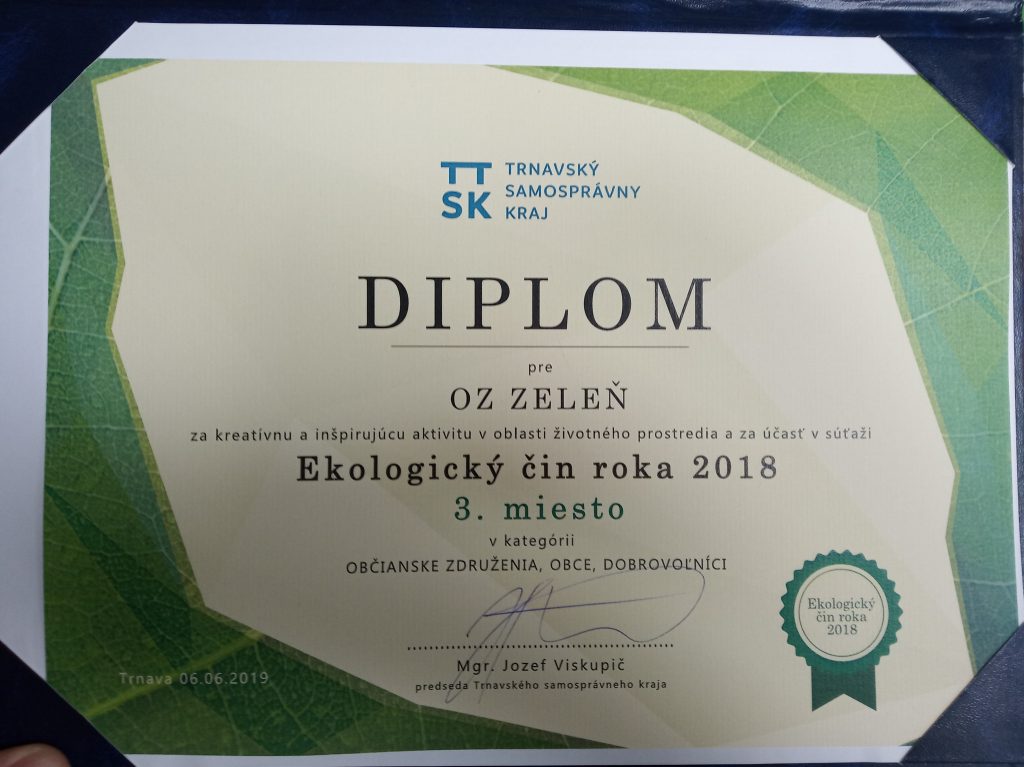 TT
SK
TRNAVSKÝ
SAMOSPRÁVNY
KRAJ
DIPLOM
pre
OZ ZELEŇ
za kreatívnu a inšpirujúcu aktivitu v oblasti životného prostredia a za účasť v súťaži
Ekologický čin roka 2018
3. miesto
v kategórii
OBČIANSKE ZDRUŽENIA, OBCE, DOBROVOĽNÍCI
Mgr. Jozef Viskupič
predseda Trnavského samosprávneho kraja
Trnava 06.06.2019
Ekologický
čin roka
2018